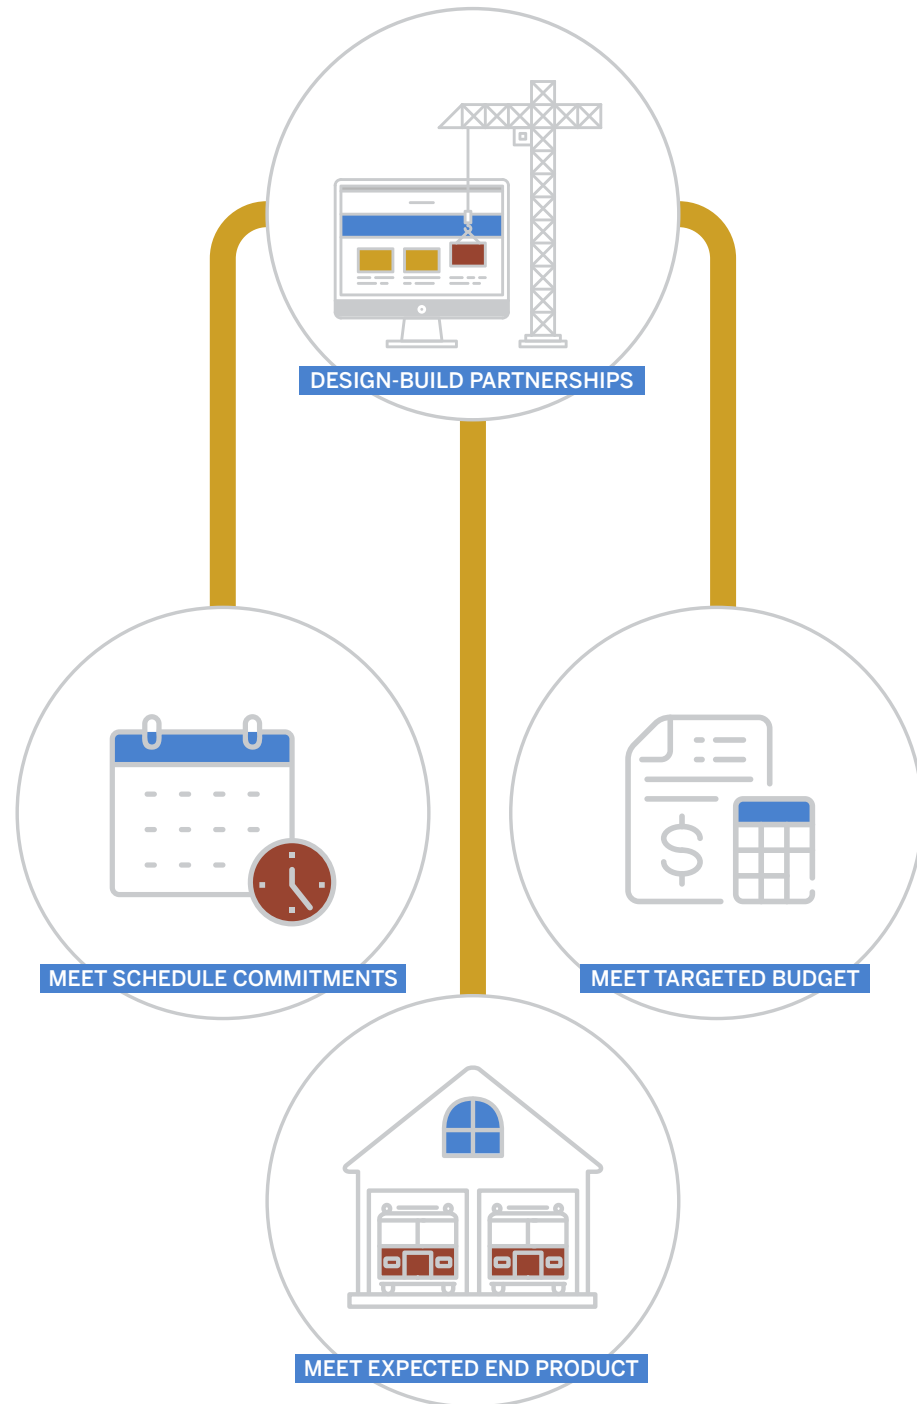 DESIGN-BUILD PARTNERSHIPS
MEET SCHEDULE COMMITMENTS
MEET TARGETED BUDGET
MEET EXPECTED END PRODUCT